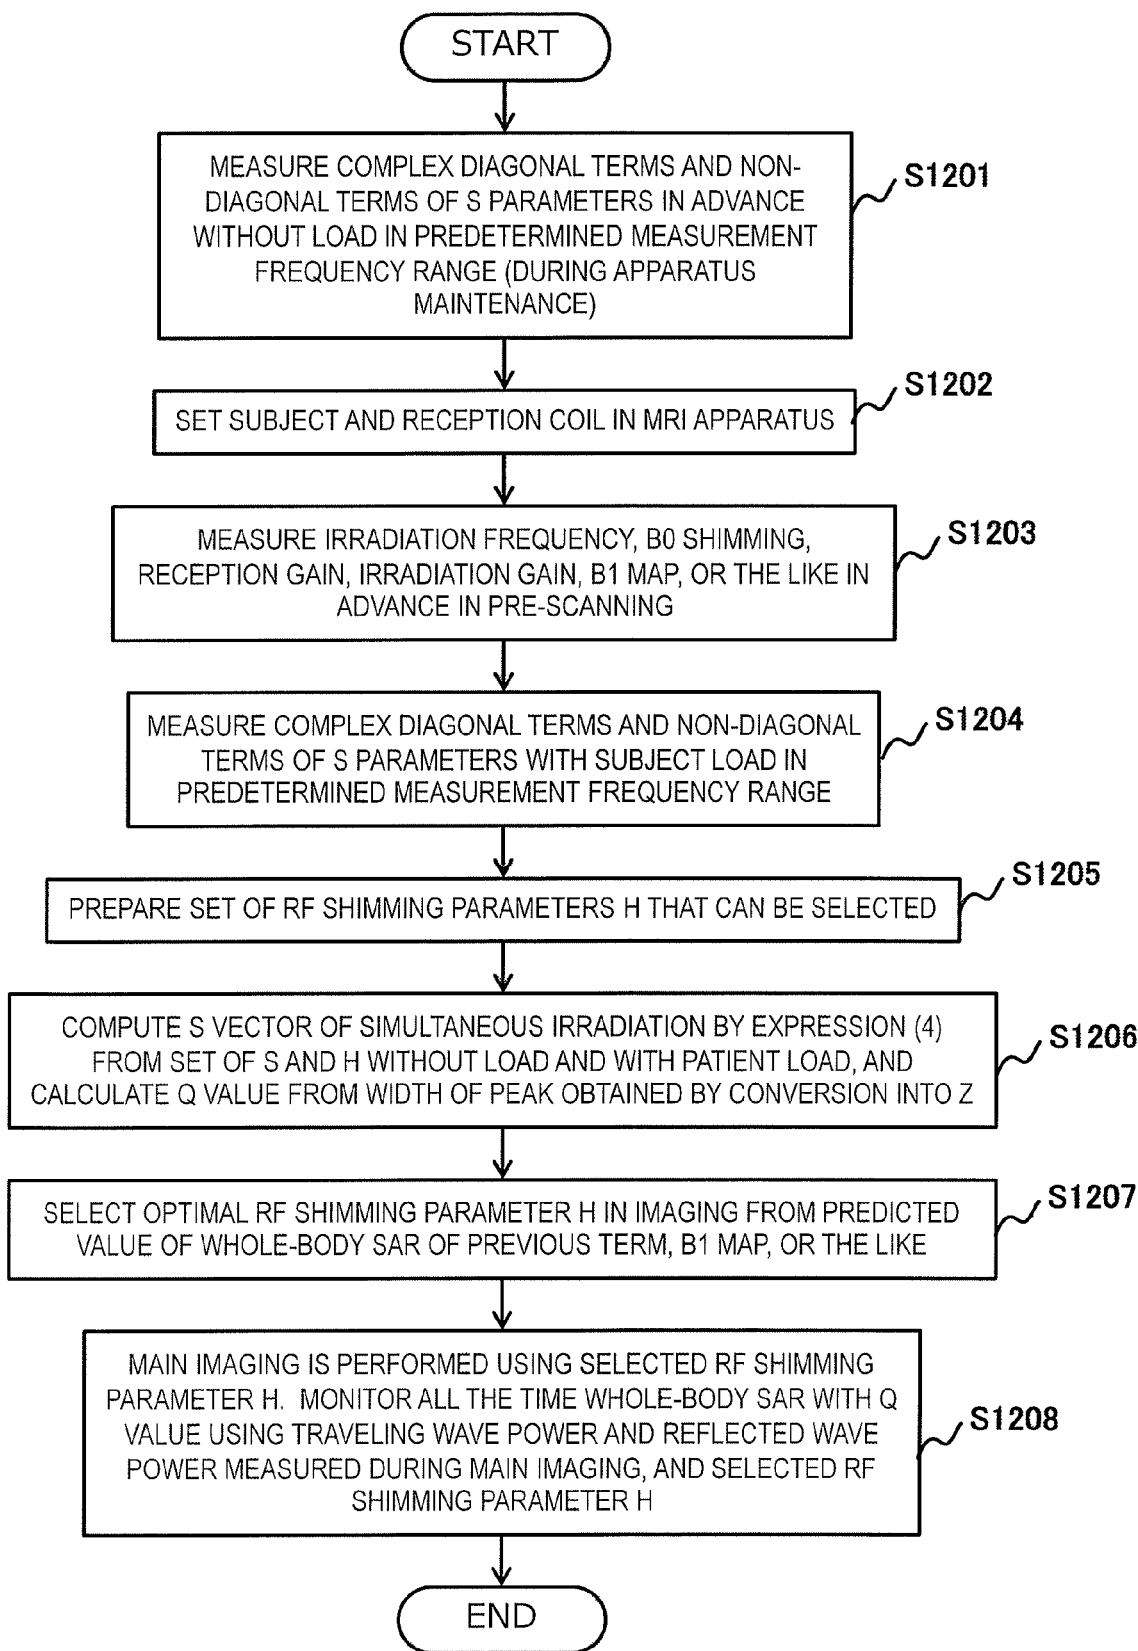 START
MEASURE COMPLEX DIAGONAL TERMS AND NON-
DIAGONAL TERMS OF S PARAMETERS IN ADVANCE
WITHOUT LOAD IN PREDETERMINED MEASUREMENT
FREQUENCY RANGE (DURING APPARATUS
MAINTENANCE)
S1201
SET SUBJECT AND RECEPTION COIL IN MRI APPARATUS
S1202
MEASURE IRRADIATION FREQUENCY, B0 SHIMMING,
RECEPTION GAIN, IRRADIATION GAIN, B1 MAP, OR THE LIKE IN
ADVANCE IN PRE-SCANNING
S1203
MEASURE COMPLEX DIAGONAL TERMS AND NON-DIAGONAL
TERMS OF S PARAMETERS WITH SUBJECT LOAD IN
PREDETERMINED MEASUREMENT FREQUENCY RANGE
S1204
PREPARE SET OF RF SHIMMING PARAMETERS H THAT CAN BE SELECTED
S1205
COMPUTE S VECTOR OF SIMULTANEOUS IRRADIATION BY EXPRESSION (4)
FROM SET OF S AND H WITHOUT LOAD AND WITH PATIENT LOAD, AND
CALCULATE Q VALUE FROM WIDTH OF PEAK OBTAINED BY CONVERSION INTO Z
S1206
SELECT OPTIMAL RF SHIMMING PARAMETER H IN IMAGING FROM PREDICTED
VALUE OF WHOLE-BODY SAR OF PREVIOUS TERM, B1 MAP, OR THE LIKE
S1207
MAIN IMAGING IS PERFORMED USING SELECTED RF SHIMMING
PARAMETER H. MONITOR ALL THE TIME WHOLE-BODY SAR WITH Q
VALUE USING TRAVELING WAVE POWER AND REFLECTED WAVE
POWER MEASURED DURING MAIN IMAGING, AND SELECTED RF
SHIMMING PARAMETER H
S1208
END